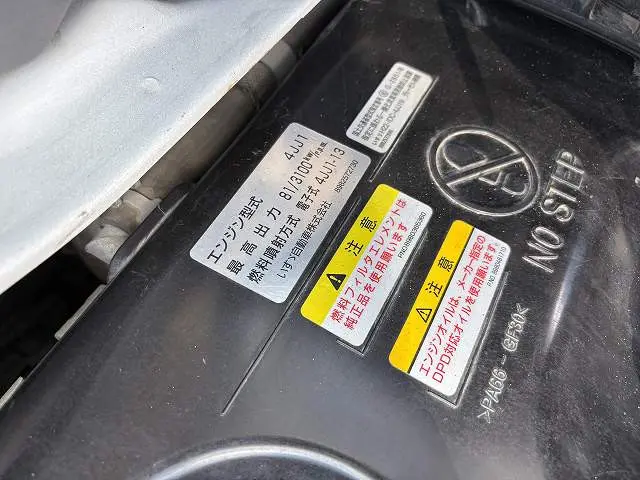 エンジン型式 4JJ1
最高出力 81/3100kW/
燃料噴射方式 電子式 4JJ1-13
いすゞ自動車株式会社 8982572730
注意
燃料フィルタエレメントは
純正品を使用願います
注意
エンジンオイルは、メーカー指定の
DPD対応オイルを使用願います。
NO STEP
>PA66-GF30<